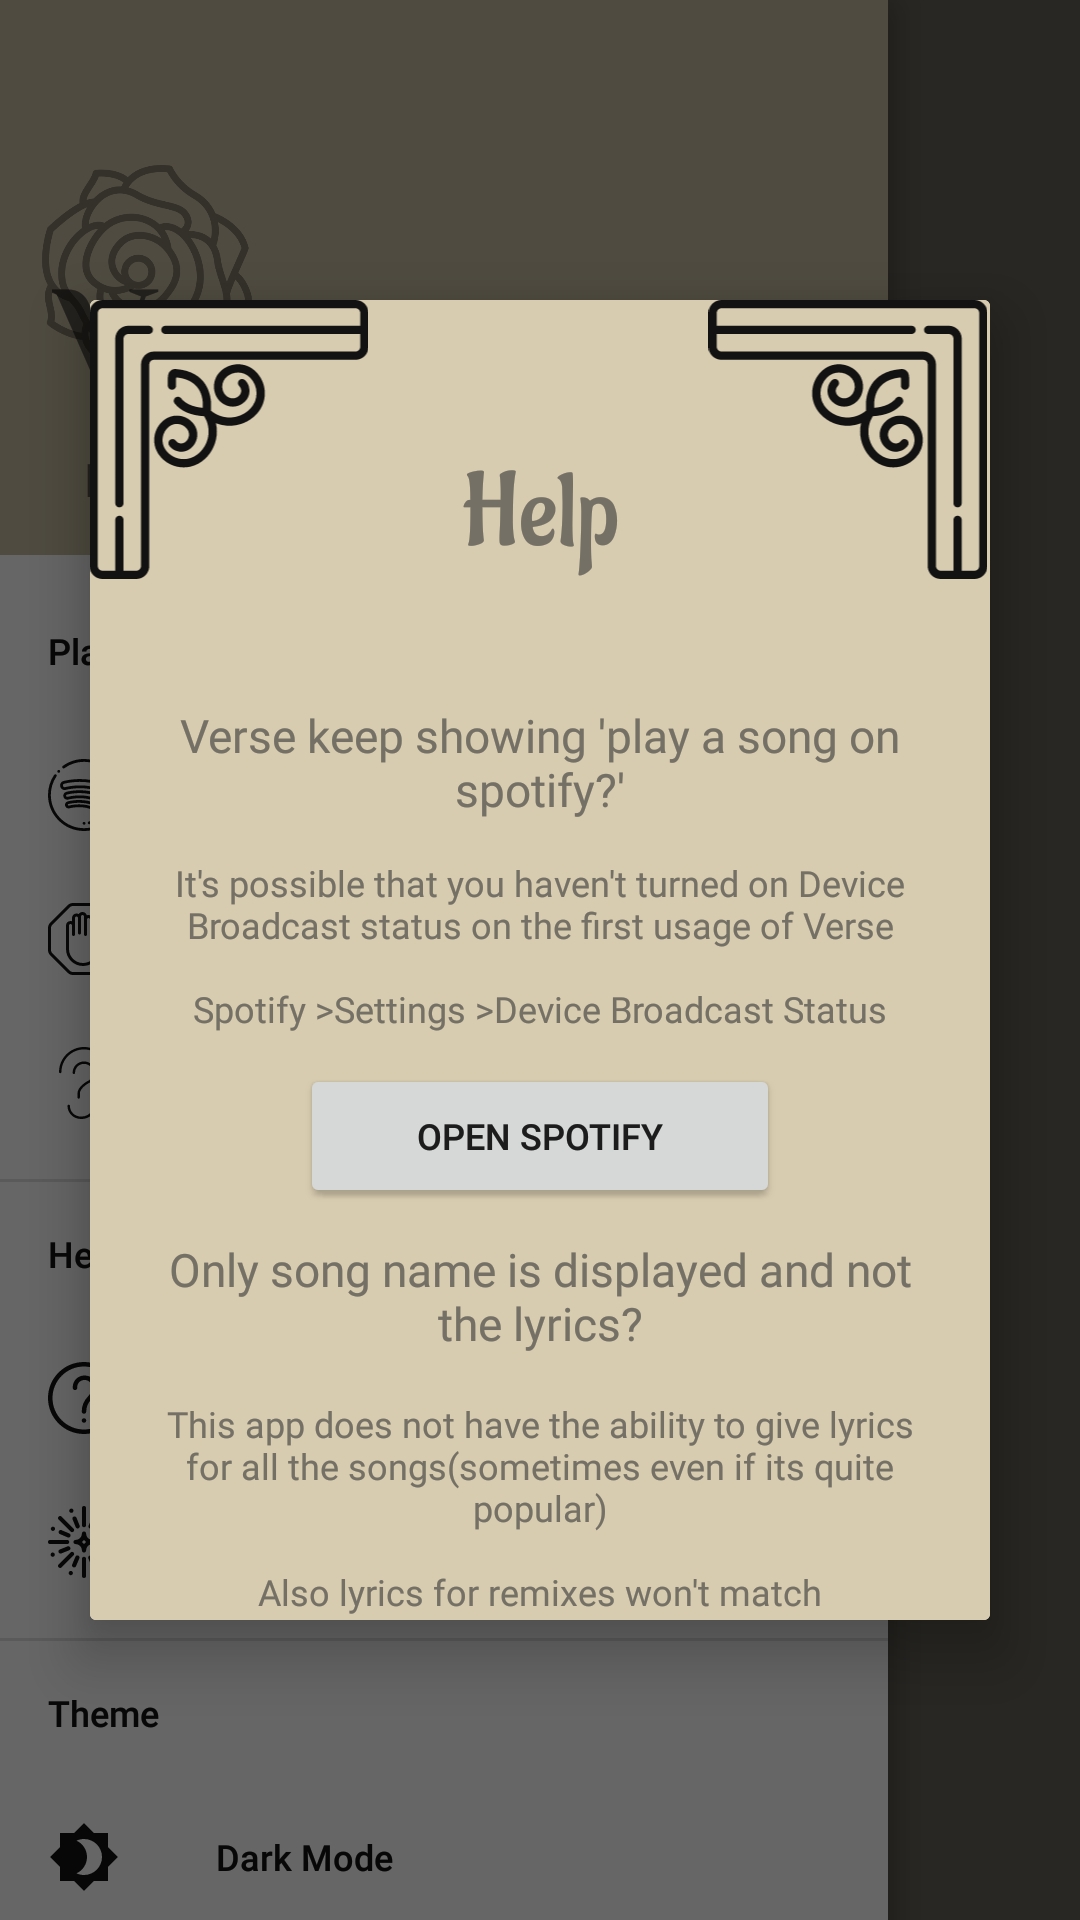 Help
Verse keep showing 'play a song on
spotify?'
It's possible that you haven't turned on Device
Broadcast status on the first usage of Verse
Spotify >Settings >Device Broadcast Status
OPEN SPOTIFY
Only song name is displayed and not
the lyrics?
This app does not have the ability to give lyrics
for all the songs(sometimes even if its quite
popular)
Also lyrics for remixes won't match
Theme
Dark Mode